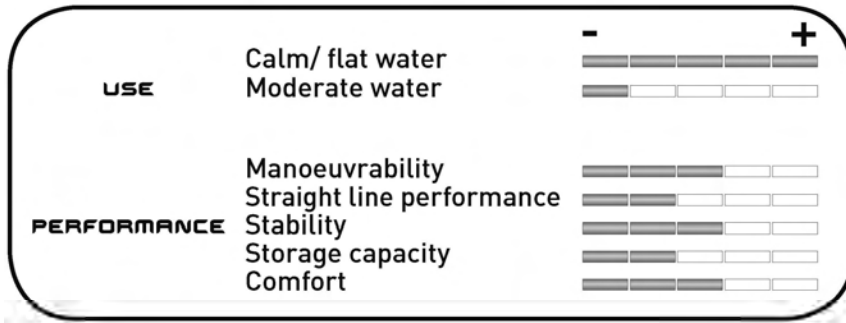 - +
Calm/ flat water
USE
Moderate water
Manoeuvrability
Straight line performance
PERFORMANCE Stability
Storage capacity
Comfort